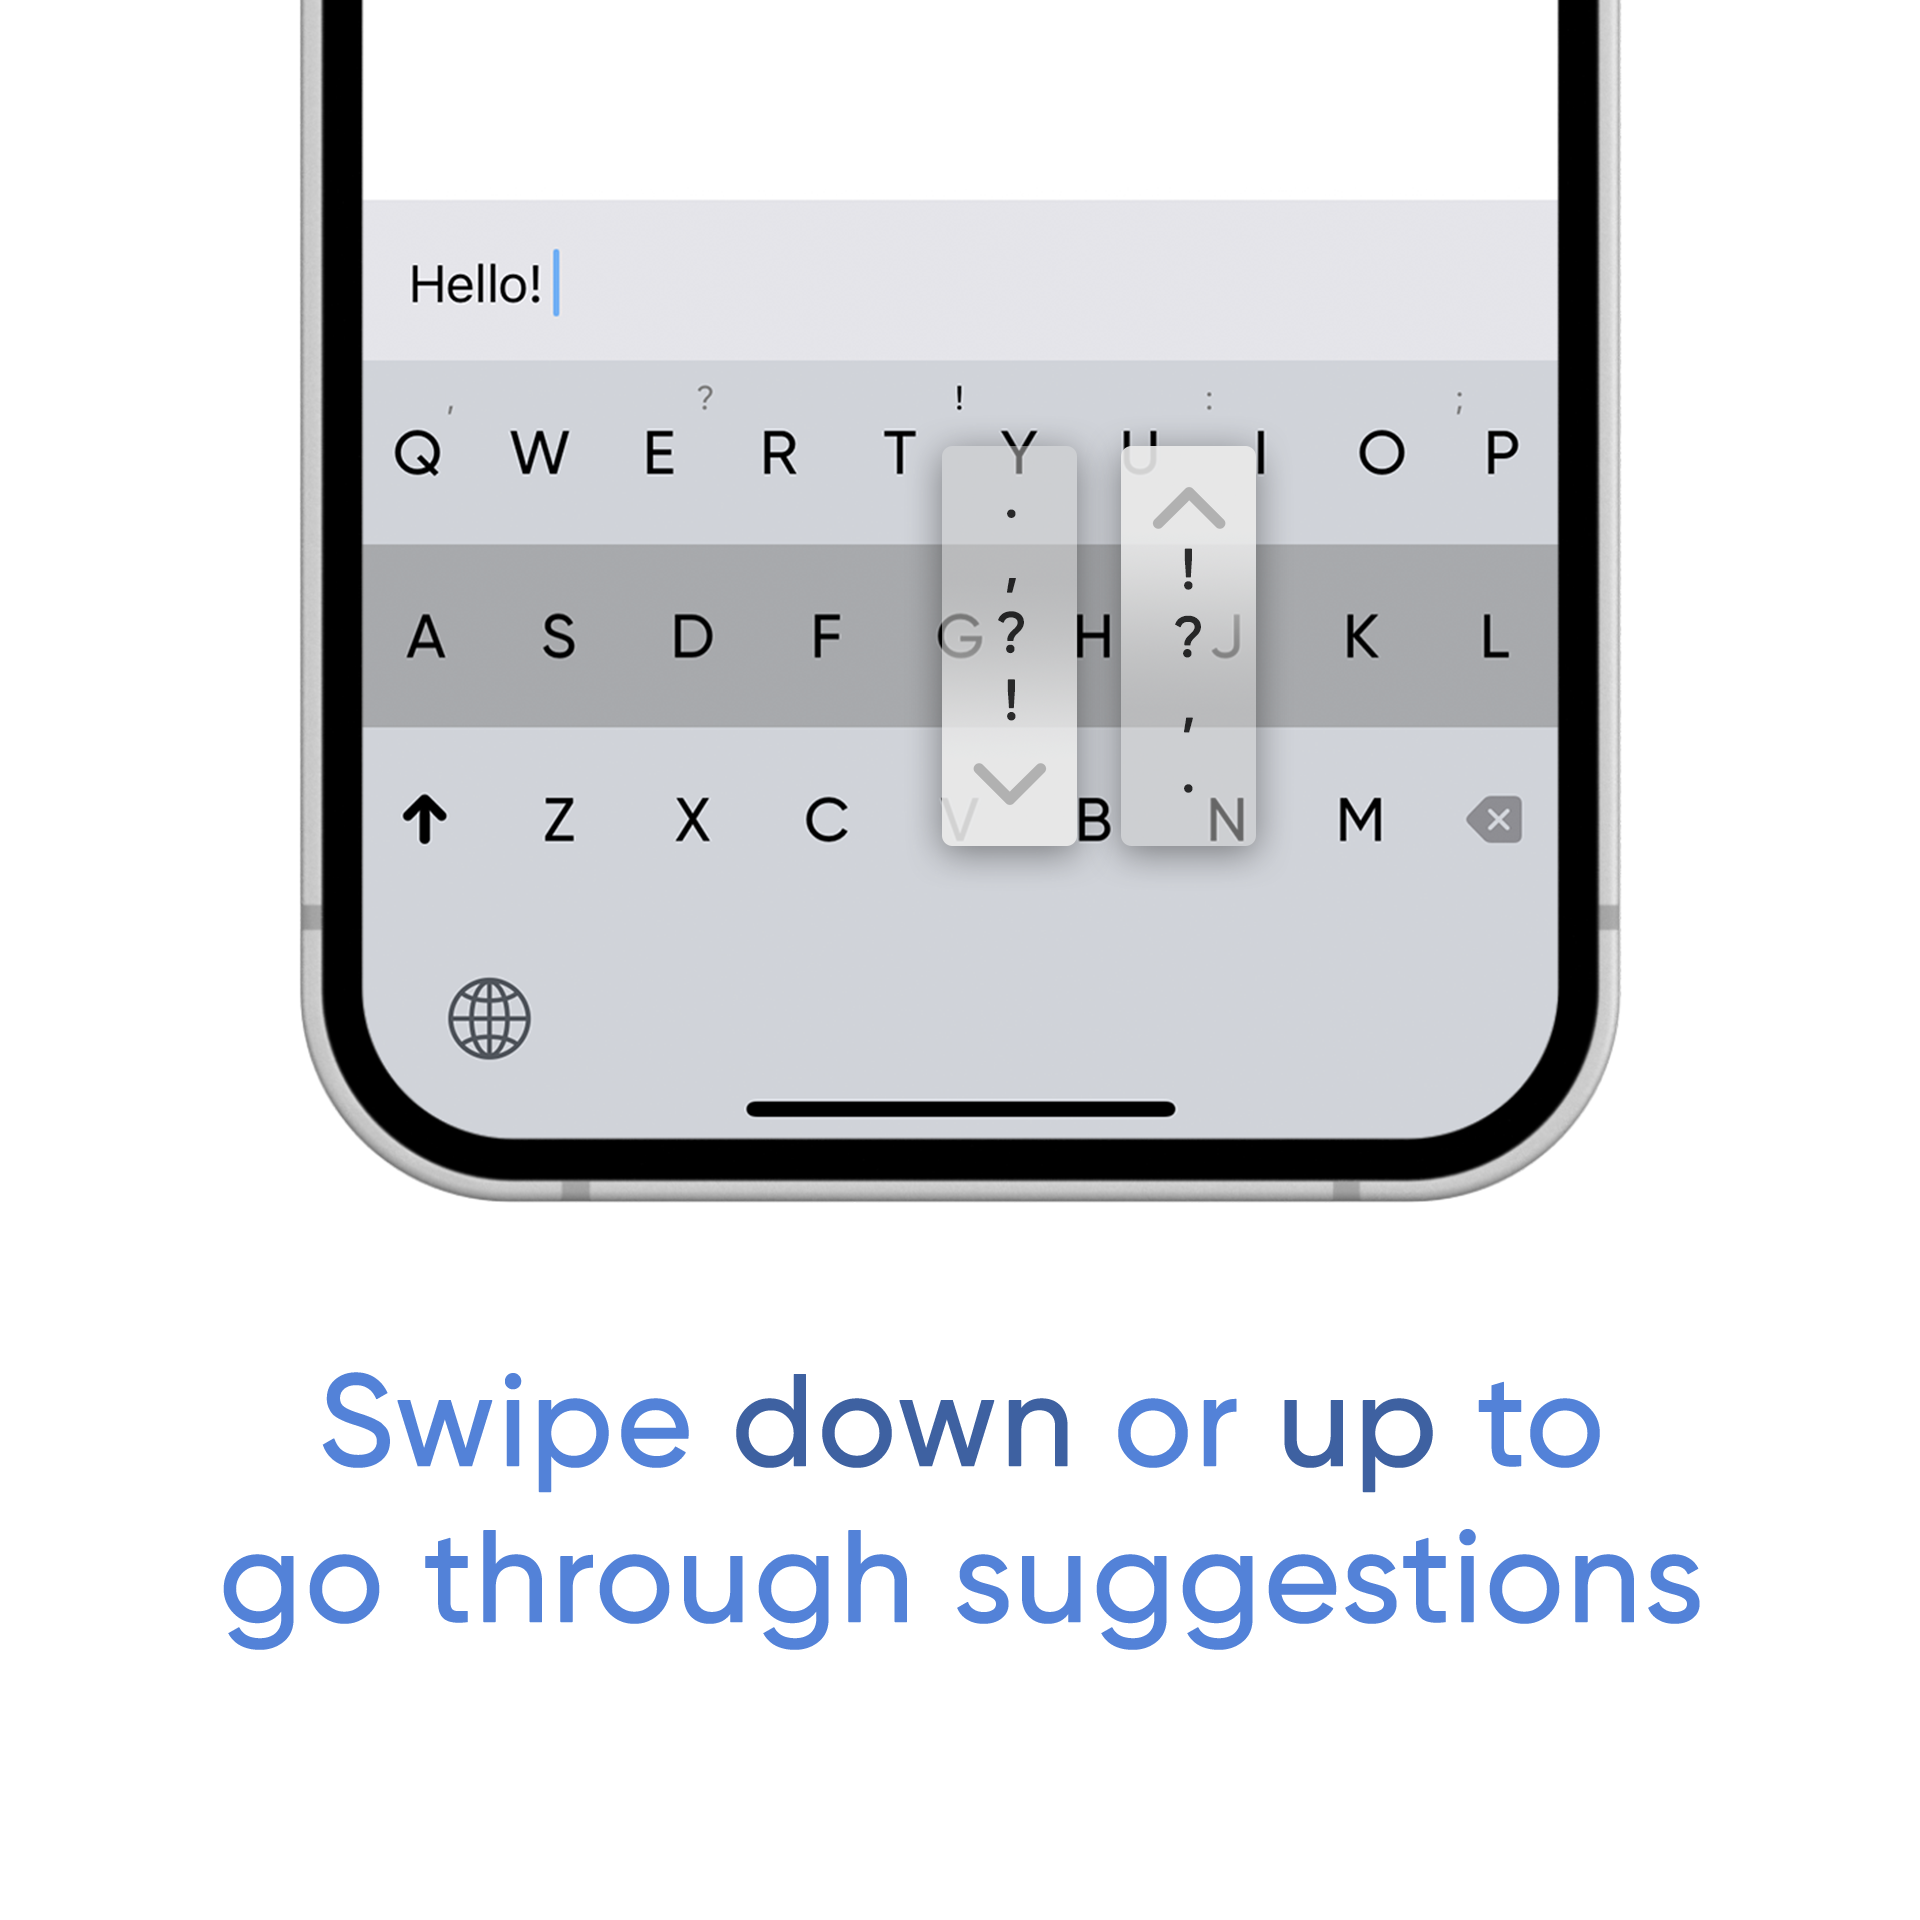 Hello!
, ? ! : ;
Q W E R T Y U I O P
A S D F G H J K L
Z X C V B N M
.
,
?
!
!
?
,
.
Swipe down or up to
go through suggestions